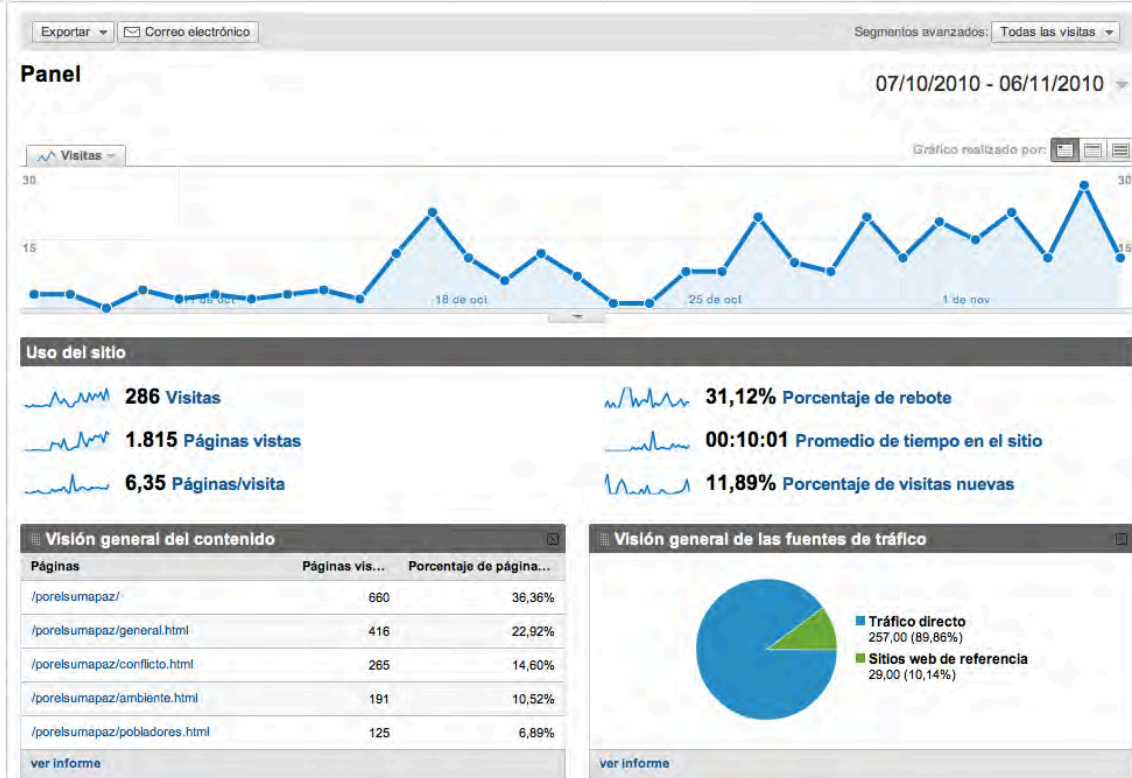 Exportar Correo electrónico Segmentos avanzados: Todas las visitas
Panel
07/10/2010 - 06/11/2010
Visitas Gráfico realizado por:
30 30
15 15
11 de oct 18 de oct 25 de oct 1 de nov
Uso del sitio
286 Visitas 31,12% Porcentaje de rebote
1.815 Páginas vistas 00:10:01 Promedio de tiempo en el sitio
6,35 Páginas/visita 11,89% Porcentaje de visitas nuevas
Visión general del contenido
Páginas Páginas vis... Porcentaje de página...
/porelsumapaz/ 660 36,36%
/porelsumapaz/general.html 416 22,92%
/porelsumapaz/conflicto.html 265 14,60%
/porelsumapaz/ambiente.html 191 10,52%
/porelsumapaz/pobladores.html 125 6,89%
ver informe
Visión general de las fuentes de tráfico
Tráfico directo
257,00 (89,86%)
Sitios web de referencia
29,00 (10,14%)
ver informe